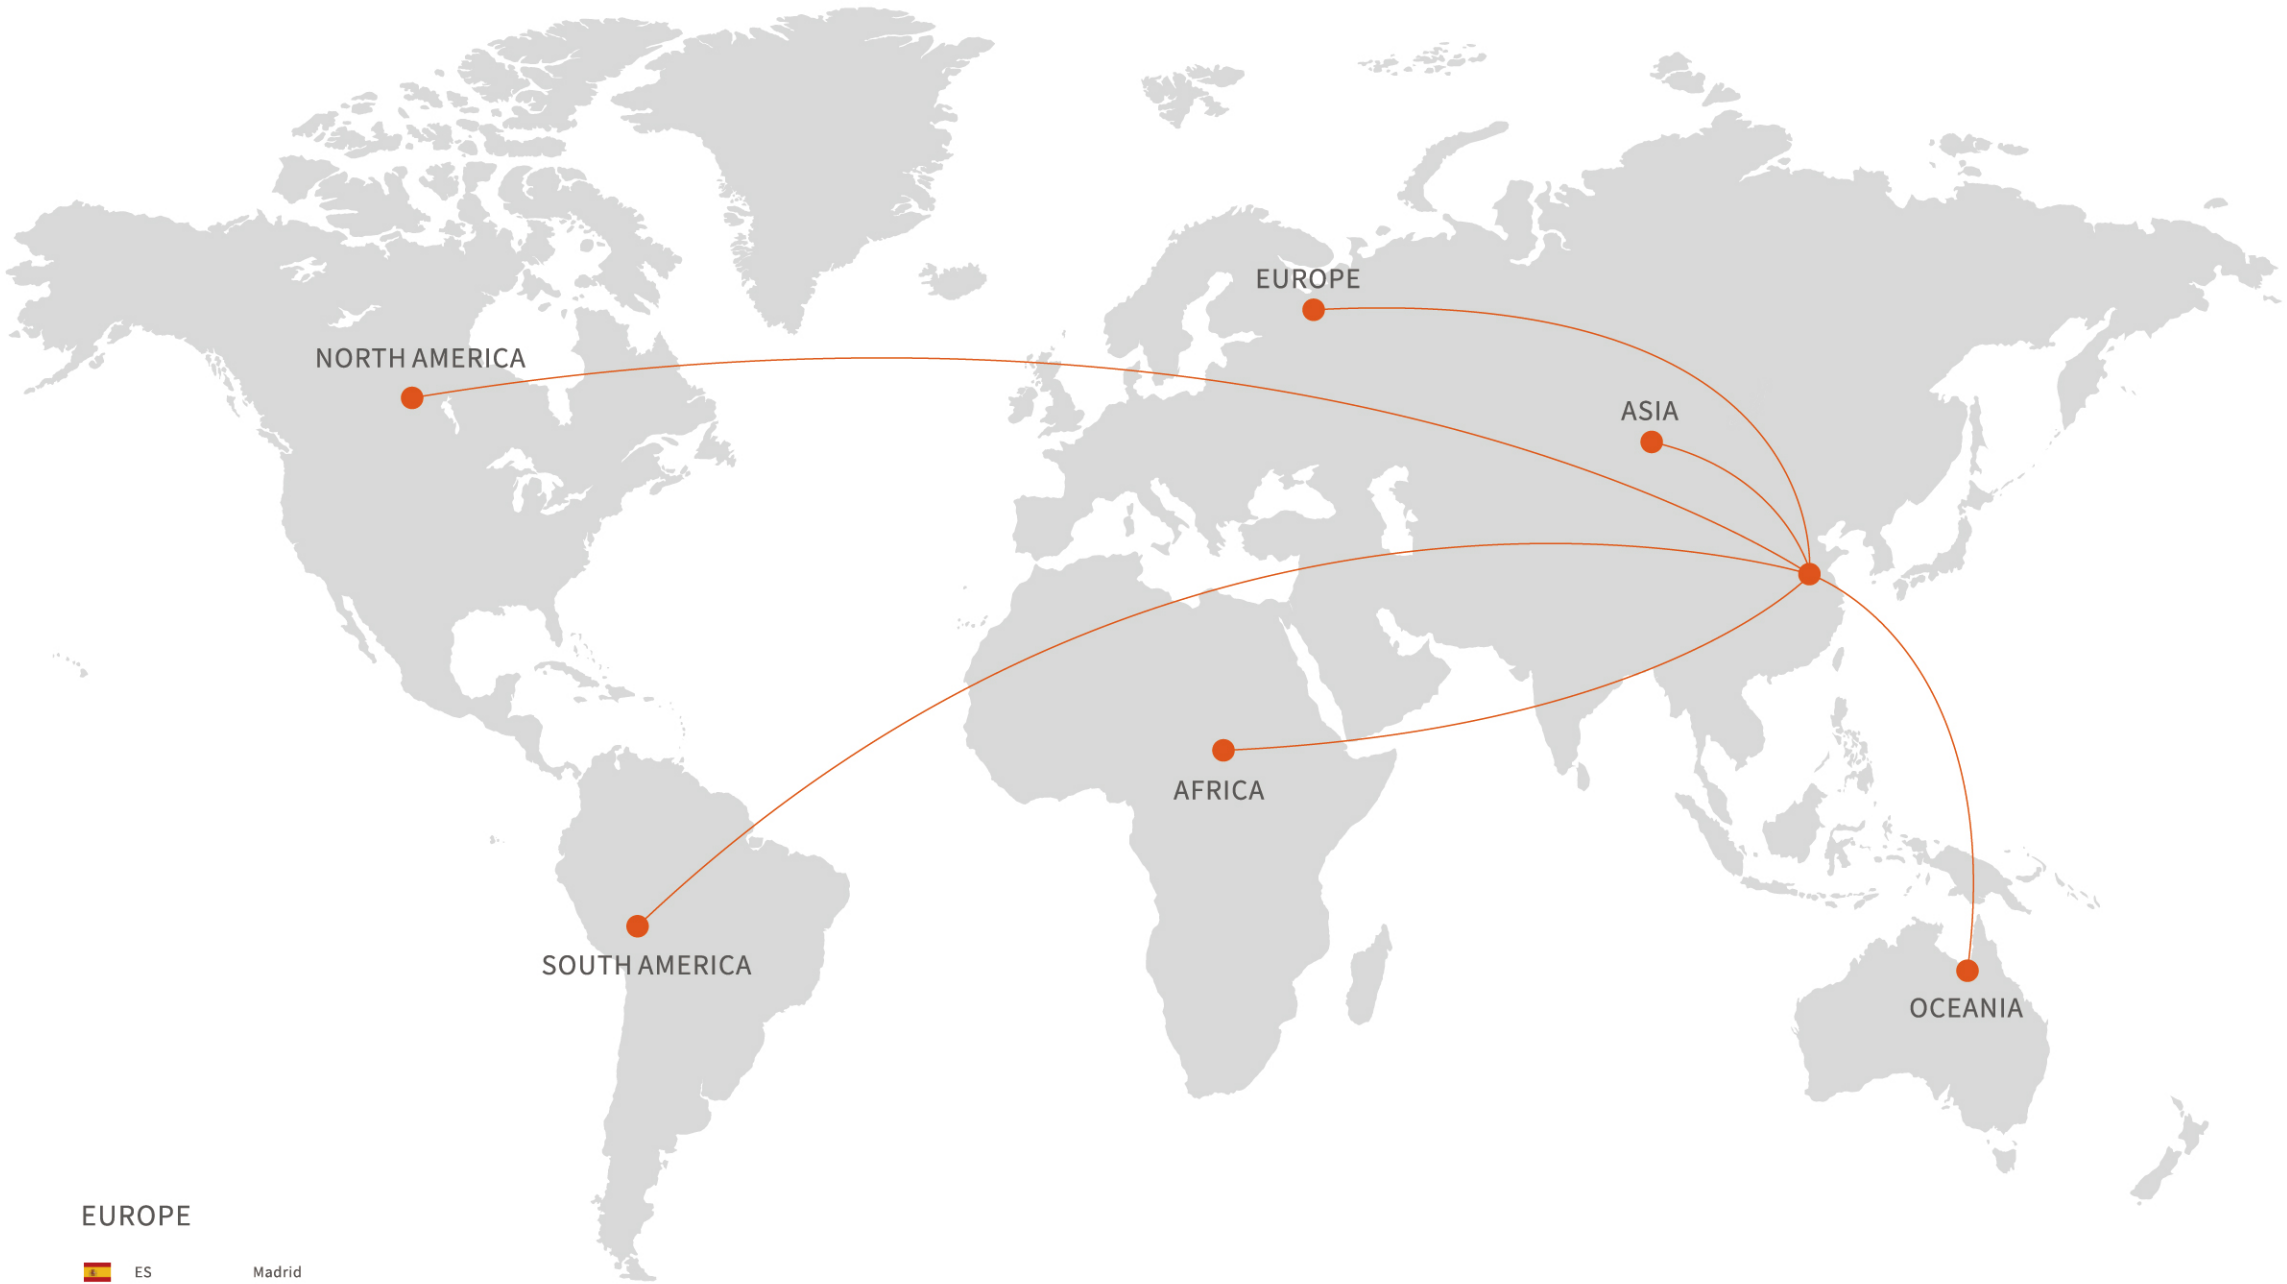 EUROPE
NORTH AMERICA
ASIA
AFRICA
SOUTH AMERICA
OCEANIA
EUROPE
ES Madrid